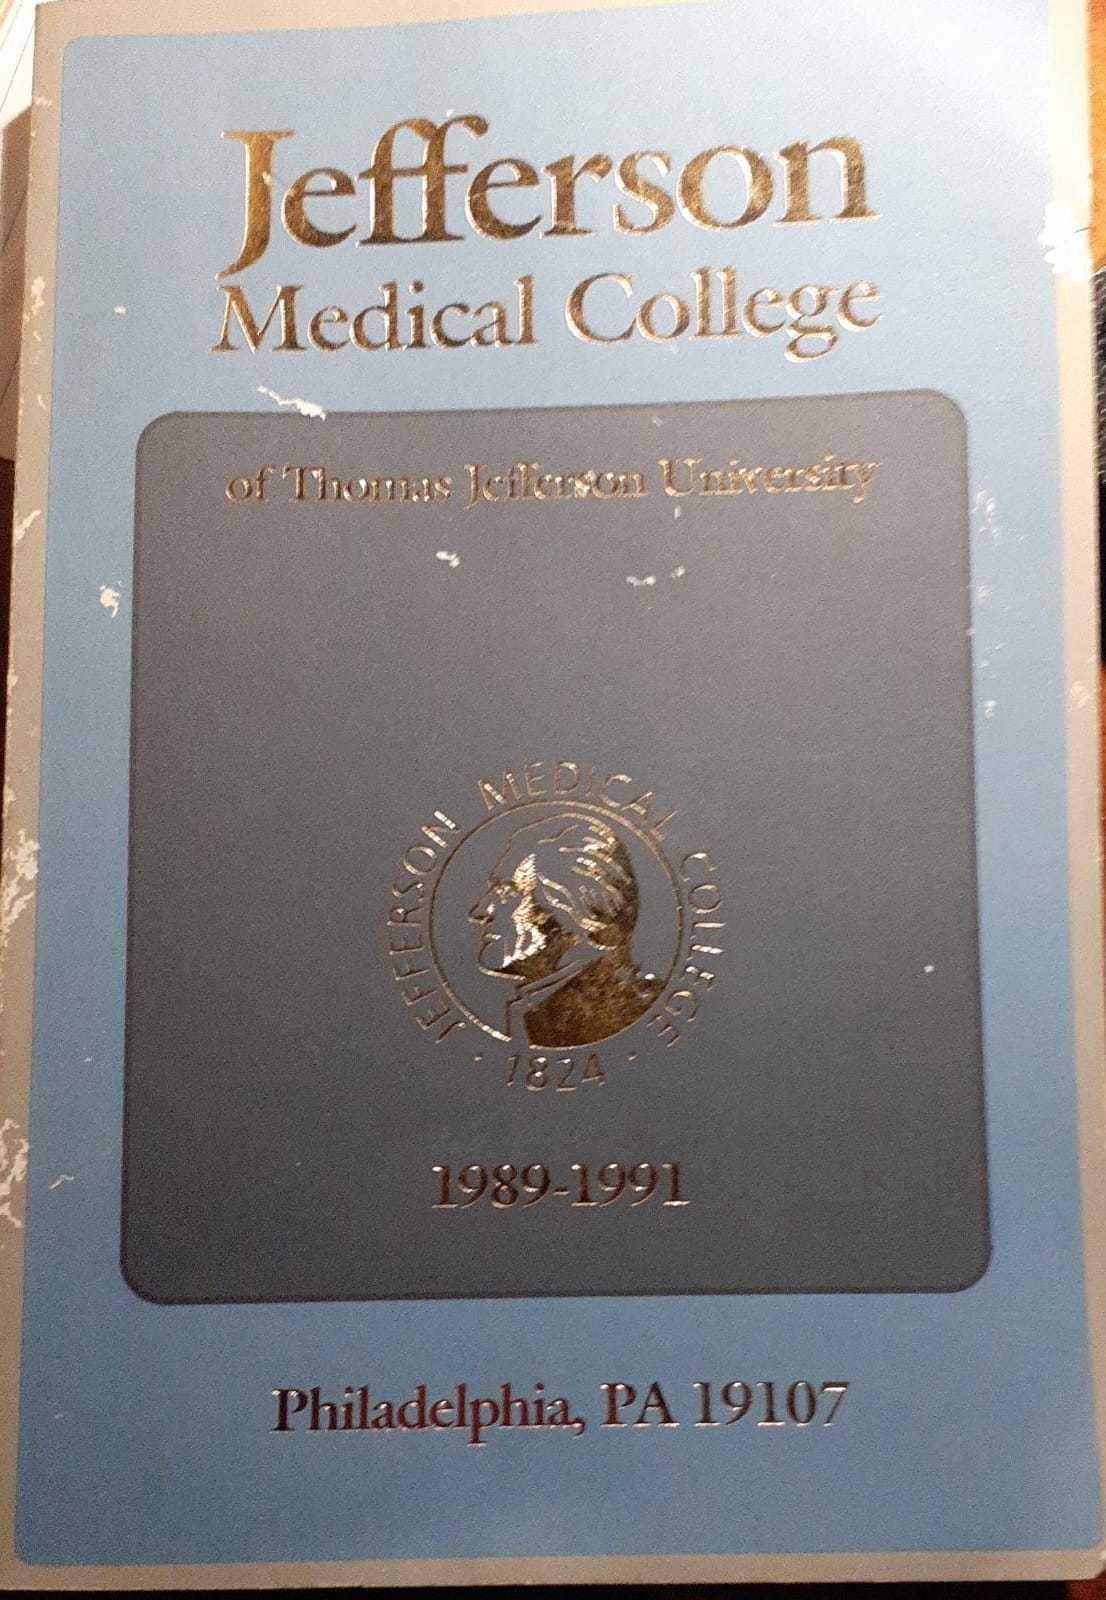 Jefferson
Medical College
of Thomas Jefferson University
JEFFERSON MEDICAL COLLEGE
· 1824 ·
1989-1991
Philadelphia, PA 19107